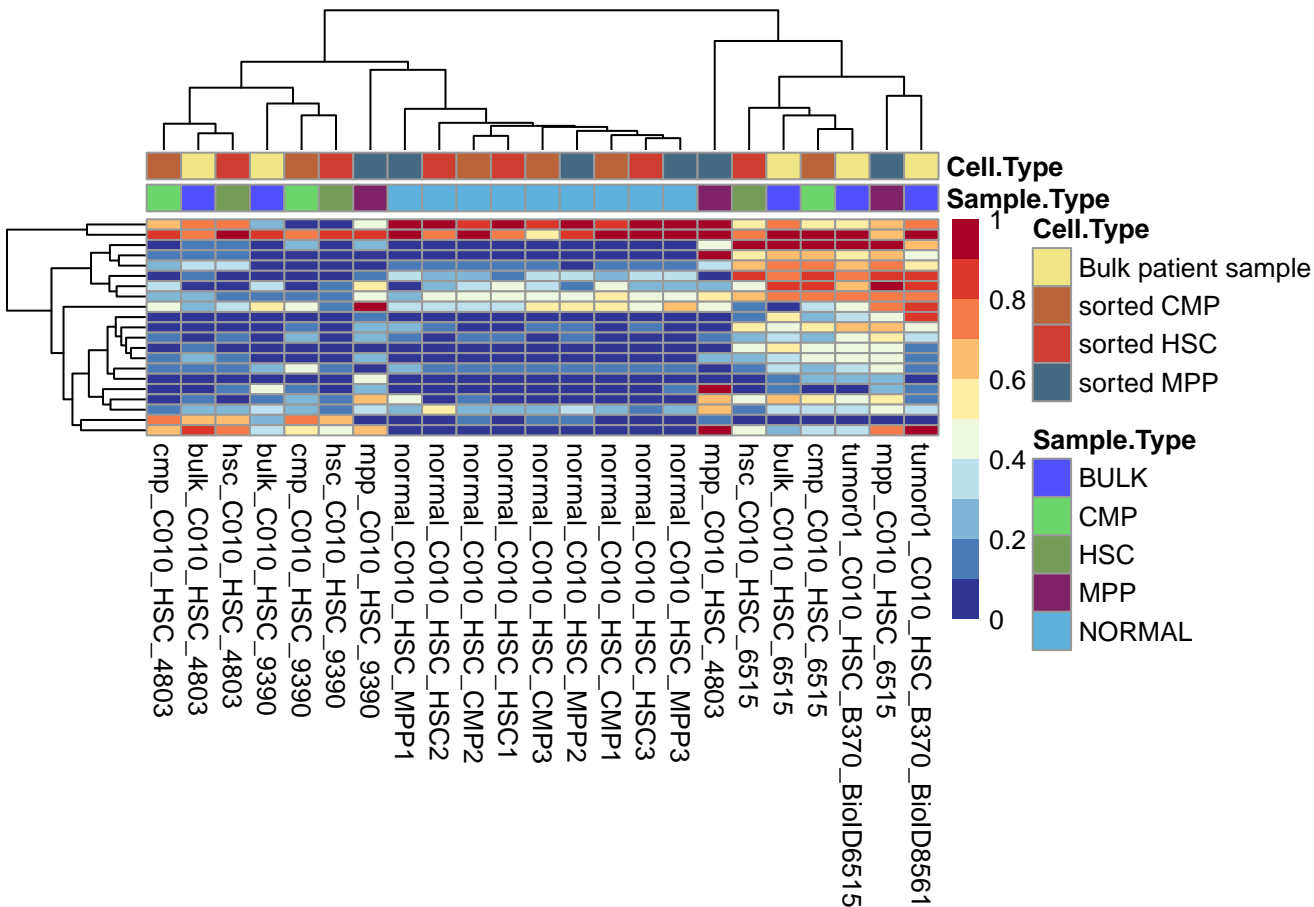 Cell.Type
Sample.Type
1
0.8
0.6
0.4
0.2
0
Cell.Type
Bulk patient sample
sorted CMP
sorted HSC
sorted MPP
Sample.Type
BULK
CMP
HSC
MPP
NORMAL
cmp_C010_HSC_4803
bulk_C010_HSC_4803
hsc_C010_HSC_4803
bulk_C010_HSC_9390
cmp_C010_HSC_9390
hsc_C010_HSC_9390
mpp_C010_HSC_9390
normal_C010_HSC_MPP1
normal_C010_HSC_HSC2
normal_C010_HSC_CMP2
normal_C010_HSC_HSC1
normal_C010_HSC_CMP3
normal_C010_HSC_MPP2
normal_C010_HSC_CMP1
normal_C010_HSC_HSC3
normal_C010_HSC_MPP3
mpp_C010_HSC_4803
hsc_C010_HSC_6515
bulk_C010_HSC_6515
cmp_C010_HSC_6515
tumor01_C010_HSC_B370_BioID6515
mpp_C010_HSC_6515
tumor01_C010_HSC_B370_BioID8561